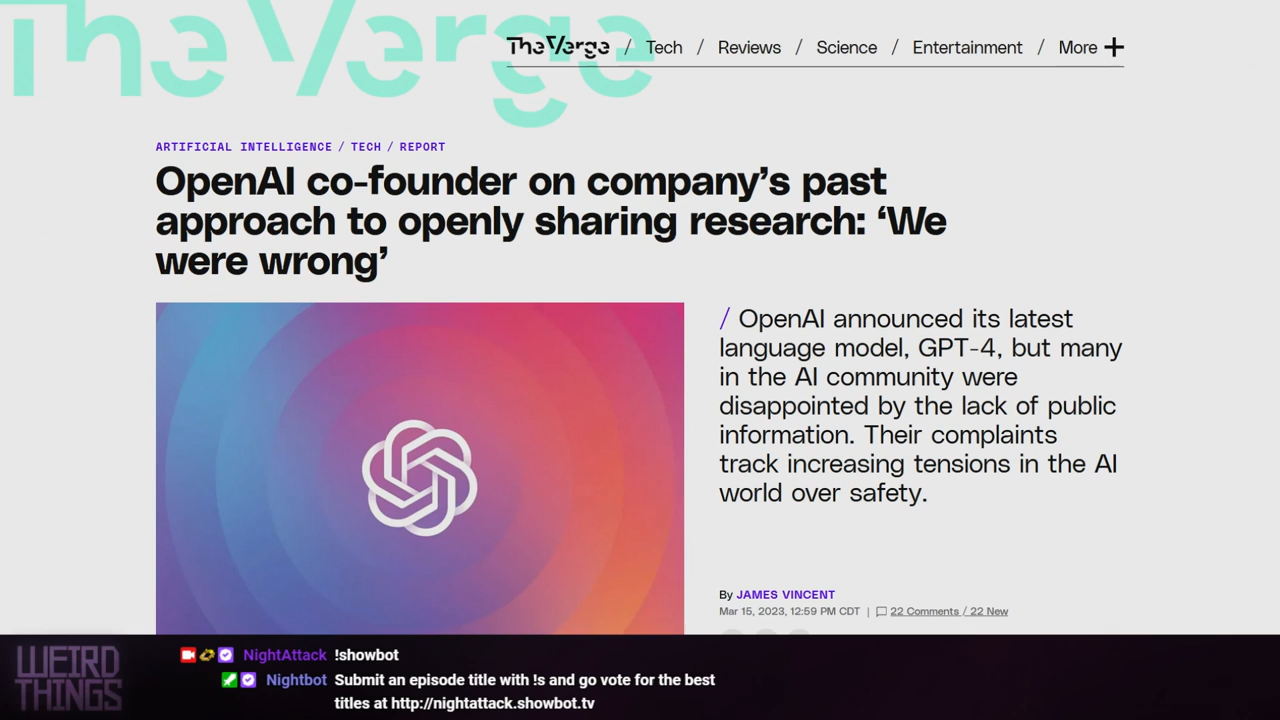 The Verge
The Verge / Tech / Reviews / Science / Entertainment / More +
ARTIFICIAL INTELLIGENCE / TECH / REPORT
OpenAI co-founder on company’s past
approach to openly sharing research: ‘We
were wrong’
/ OpenAI announced its latest
language model, GPT-4, but many
in the AI community were
disappointed by the lack of public
information. Their complaints
track increasing tensions in the AI
world over safety.
By JAMES VINCENT
Mar 15, 2023, 12:59 PM CDT | 22 Comments / 22 New
WEIRD
THINGS
NightAttack !showbot
Nightbot Submit an episode title with !s and go vote for the best
titles at http://nightattack.showbot.tv